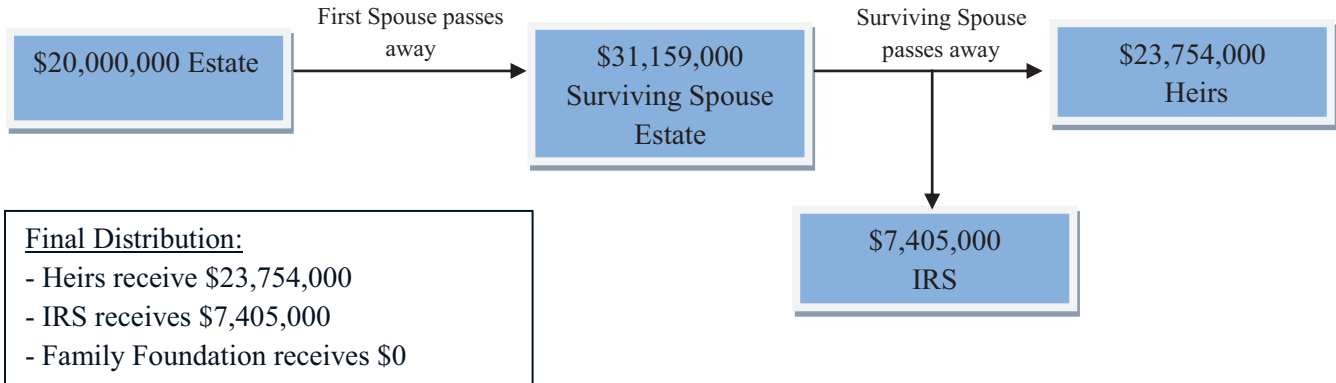 $20,000,000 Estate
First Spouse passes
away
$31,159,000
Surviving Spouse
Estate
Surviving Spouse
passes away
$23,754,000
Heirs
$7,405,000
IRS
Final Distribution:
- Heirs receive $23,754,000
- IRS receives $7,405,000
- Family Foundation receives $0